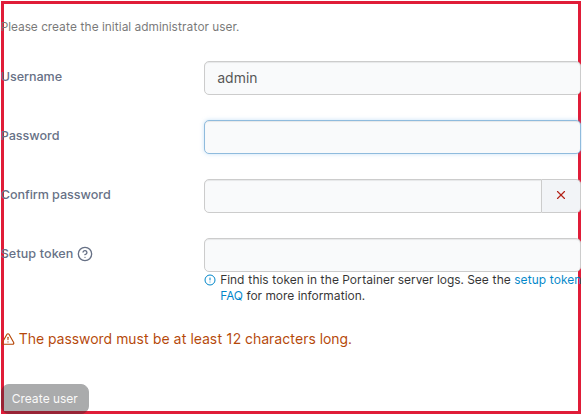 Please create the initial administrator user.
Username
admin
Password
Confirm password
Setup token
Find this token in the Portainer server logs. See the setup token
FAQ for more information.
The password must be at least 12 characters long.
Create user